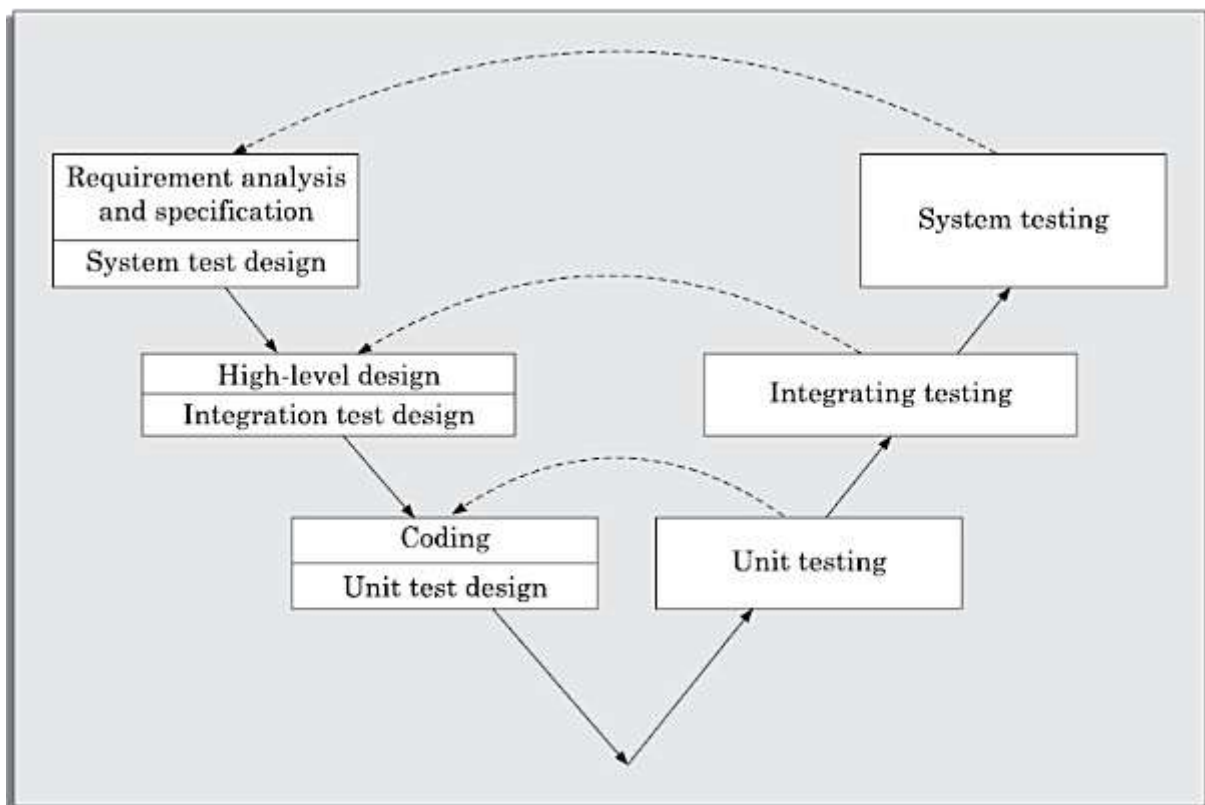 Requirement analysis
and specification
System testing
System test design
High-level design
Integrating testing
Integration test design
Coding
Unit testing
Unit test design